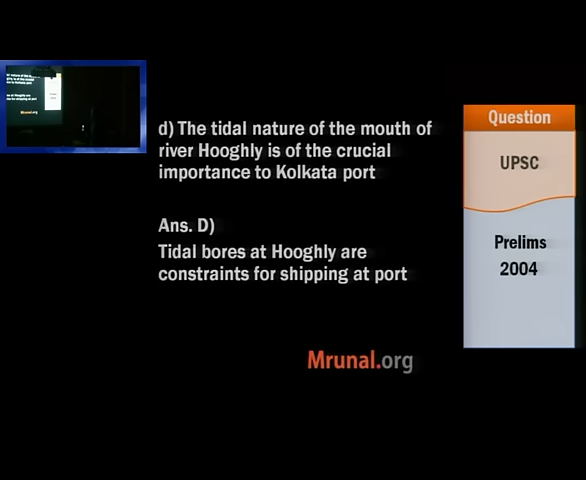 d) The tidal nature of the mouth of
river Hooghly is of the crucial
importance to Kolkata port
Ans. D)
Tidal bores at Hooghly are
constraints for shipping at port
Question
UPSC
Prelims
2004
Mrunal.org